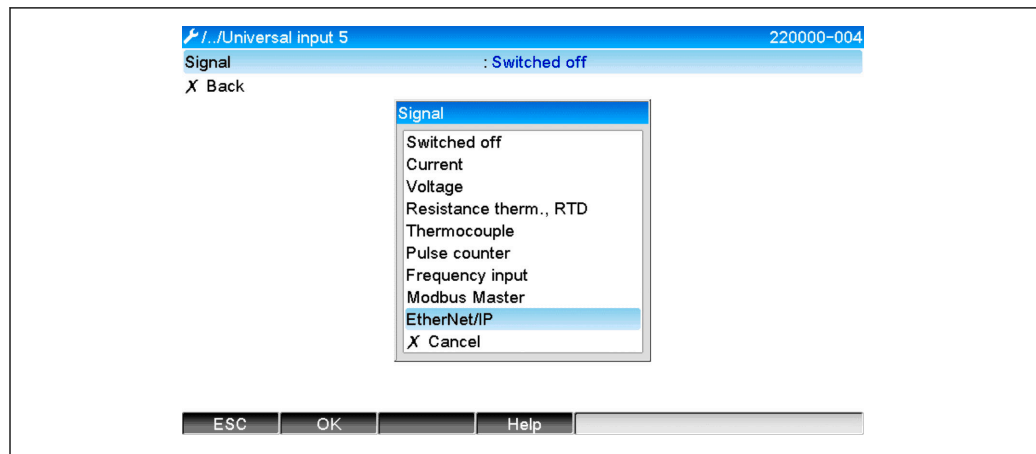 /../Universal input 5 220000-004
Signal : Switched off
X Back
Signal
Switched off
Current
Voltage
Resistance therm., RTD
Thermocouple
Pulse counter
Frequency input
Modbus Master
EtherNet/IP
X Cancel
ESC OK Help